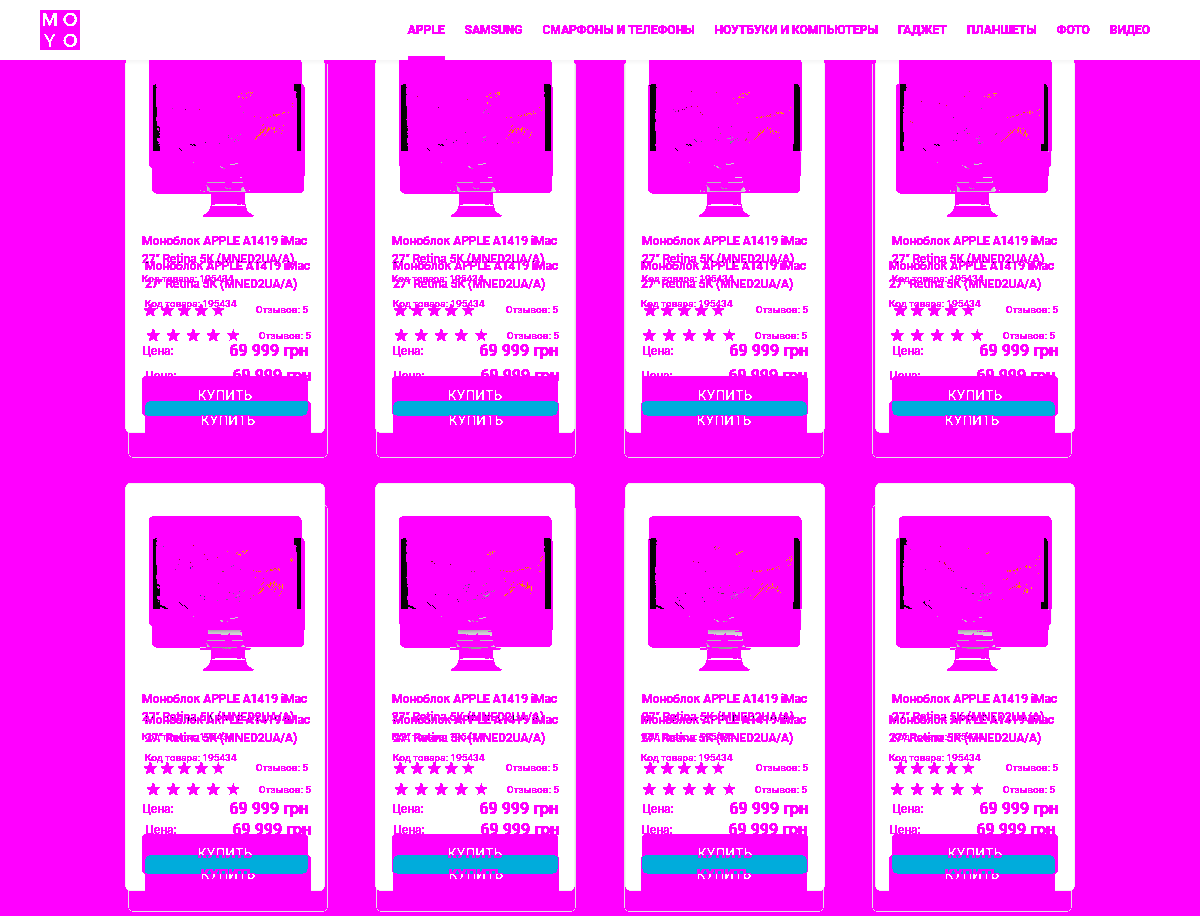 MO
YO
APPLE SAMSUNG СМАРФОНЫ И ТЕЛЕФОНЫ НОУТБУКИ И КОМПЬЮТЕРЫ ГАДЖЕТ ПЛАНШЕТЫ ФОТО ВИДЕО
Моноблок APPLE A1419 iMac Моноблок APPLE A1419 iMac Моноблок APPLE A1419 iMac Моноблок APPLE A1419 iMac
27" Retina 5K (MNED2UA/A) 27" Retina 5K (MNED2UA/A) 27" Retina 5K (MNED2UA/A) 27" Retina 5K (MNED2UA/A)
Моноблок APPLE A1419 iMac Моноблок APPLE A1419 iMac Моноблок APPLE A1419 iMac Моноблок APPLE A1419 iMac
Код товара: 195434 Код товара: 195434 Код товара: 195434 Код товара: 195434
27" Retina 5K (MNED2UA/A) 27" Retina 5K (MNED2UA/A) 27" Retina 5K (MNED2UA/A) 27" Retina 5K (MNED2UA/A)
Код товара: 195434 Код товара: 195434 Код товара: 195434 Код товара: 195434
Отзывов: 5 Отзывов: 5 Отзывов: 5 Отзывов: 5
Отзывов: 5 Отзывов: 5 Отзывов: 5 Отзывов: 5
Цена: 69 999 грн Цена: 69 999 грн Цена: 69 999 грн Цена: 69 999 грн
Цена: 69 999 грн Цена: 69 999 грн Цена: 69 999 грн Цена: 69 999 грн
КУПИТЬ КУПИТЬ КУПИТЬ КУПИТЬ
КУПИТЬ КУПИТЬ КУПИТЬ КУПИТЬ
Моноблок APPLE A1419 iMac Моноблок APPLE A1419 iMac Моноблок APPLE A1419 iMac Моноблок APPLE A1419 iMac
27" Retina 5K (MNED2UA/A) 27" Retina 5K (MNED2UA/A) 27" Retina 5K (MNED2UA/A) 27" Retina 5K (MNED2UA/A)
Моноблок APPLE A1419 iMac Моноблок APPLE A1419 iMac Моноблок APPLE A1419 iMac Моноблок APPLE A1419 iMac
27" Retina 5K (MNED2UA/A) 27" Retina 5K (MNED2UA/A) 27" Retina 5K (MNED2UA/A) 27" Retina 5K (MNED2UA/A)
Код товара: 195434 Код товара: 195434 Код товара: 195434 Код товара: 195434
Отзывов: 5 Отзывов: 5 Отзывов: 5 Отзывов: 5
Отзывов: 5 Отзывов: 5 Отзывов: 5 Отзывов: 5
Цена: 69 999 грн Цена: 69 999 грн Цена: 69 999 грн Цена: 69 999 грн
Цена: 69 999 грн Цена: 69 999 грн Цена: 69 999 грн Цена: 69 999 грн
КУПИТЬ КУПИТЬ КУПИТЬ КУПИТЬ
КУПИТЬ КУПИТЬ КУПИТЬ КУПИТЬ